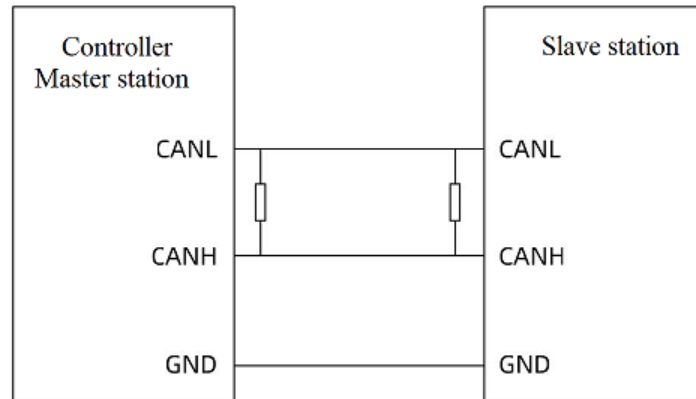 Controller
Master station
Slave station
CANL
CANL
CANH
CANH
GND
GND